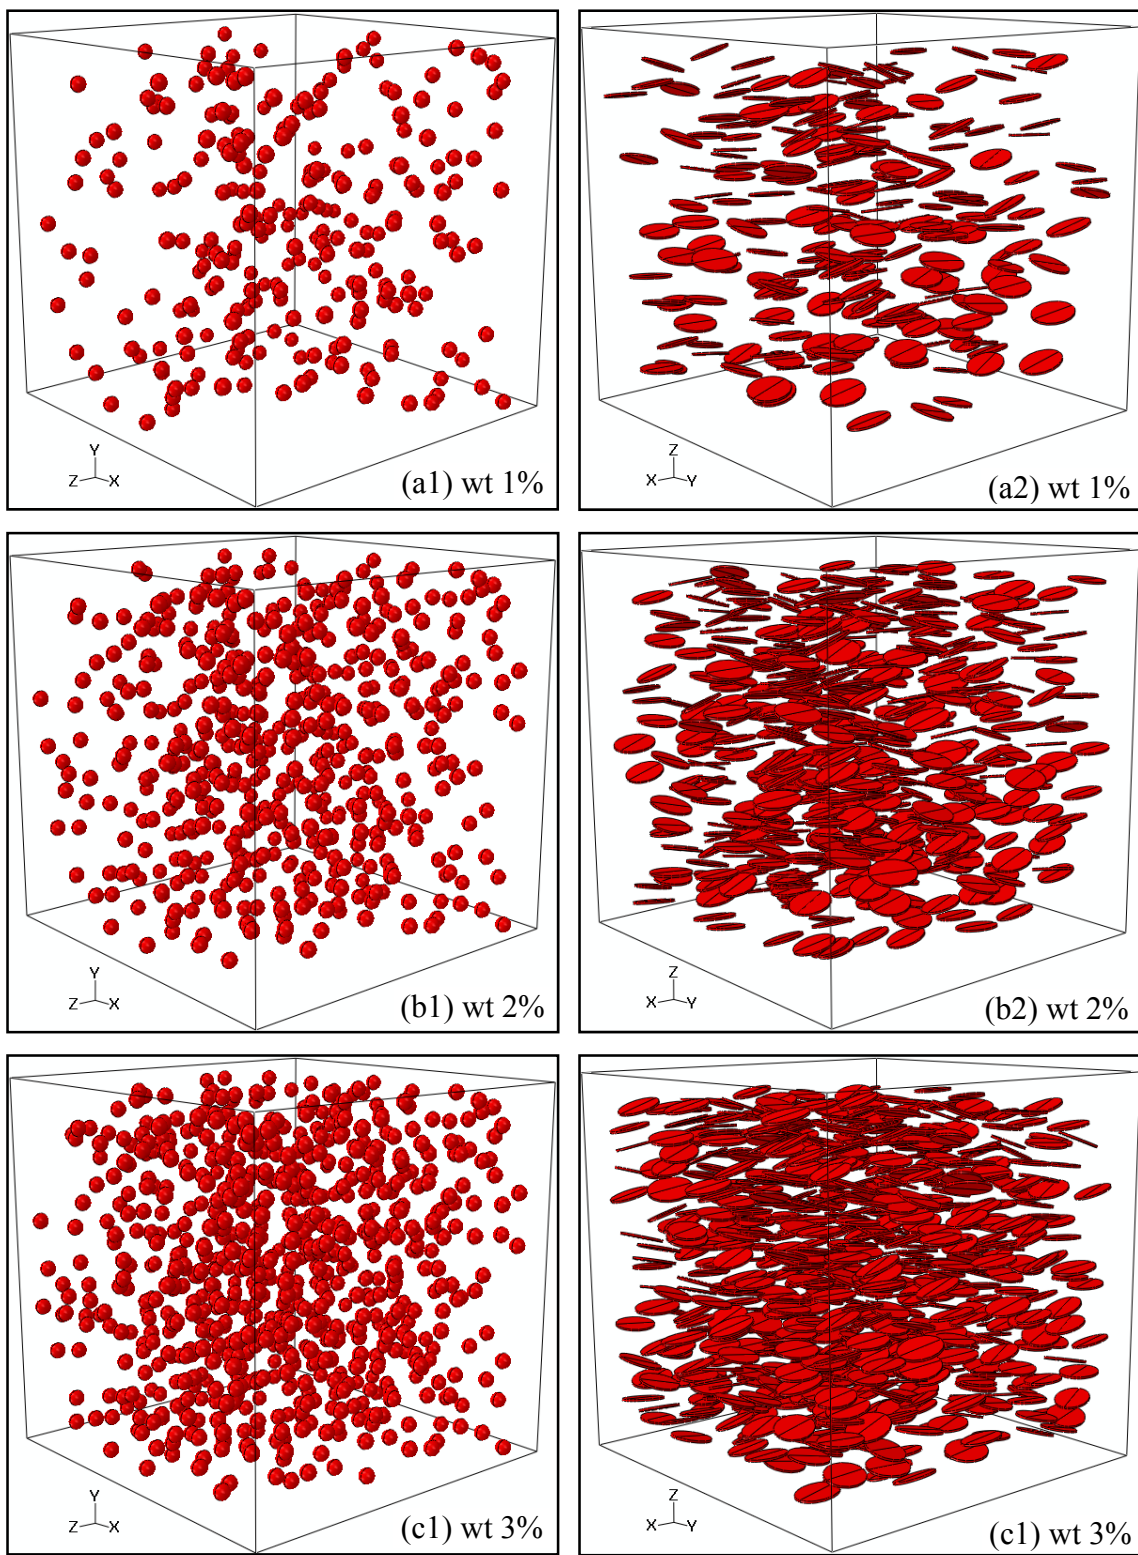 Y
Z X
(a1) wt 1%
Z
X Y
(a2) wt 1%
Y
Z X
(b1) wt 2%
Z
X Y
(b2) wt 2%
Y
Z X
(c1) wt 3%
Z
X Y
(c1) wt 3%